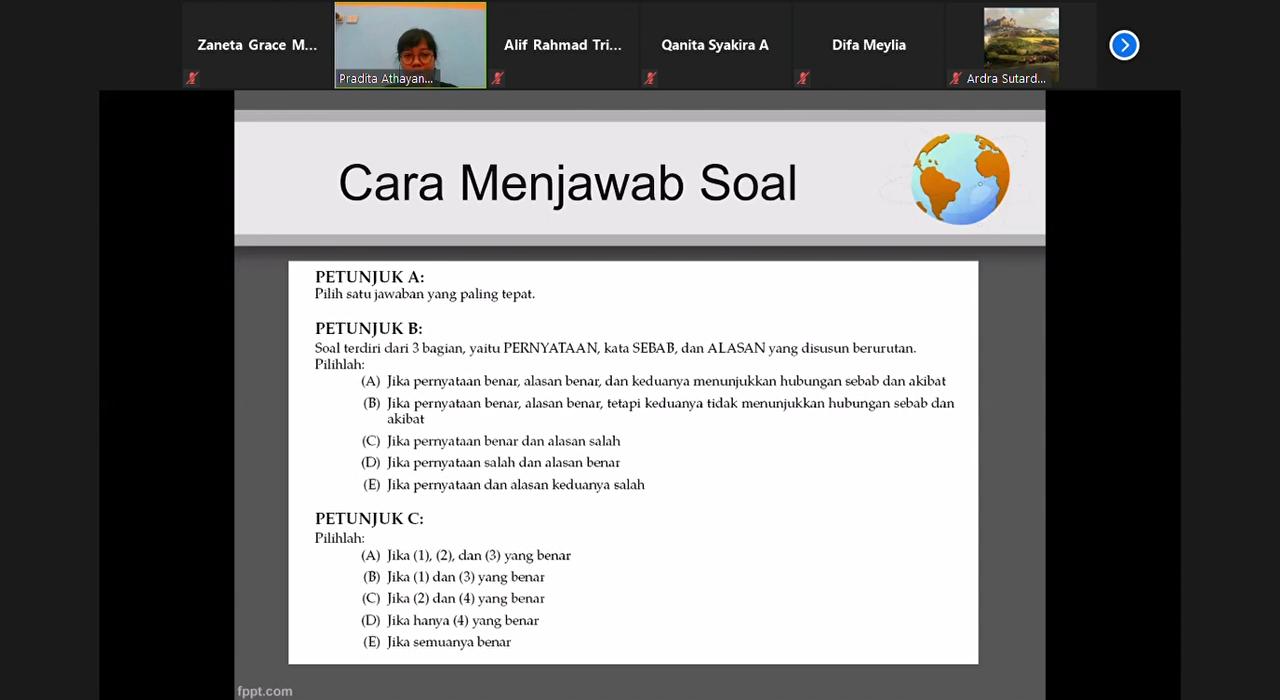 Zaneta Grace M...
Pradita Athayan...
Alif Rahmad Tri...
Qanita Syakira A
Difa Meylia
Ardra Sutard...
Cara Menjawab Soal
PETUNJUK A:
Pilih satu jawaban yang paling tepat.
PETUNJUK B:
Soal terdiri dari 3 bagian, yaitu PERNYATAAN, kata SEBAB, dan ALASAN yang disusun berurutan.
Pilihlah:
(A) Jika pernyataan benar, alasan benar, dan keduanya menunjukkan hubungan sebab dan akibat
(B) Jika pernyataan benar, alasan benar, tetapi keduanya tidak menunjukkan hubungan sebab dan
akibat
(C) Jika pernyataan benar dan alasan salah
(D) Jika pernyataan salah dan alasan benar
(E) Jika pernyataan dan alasan keduanya salah
PETUNJUK C:
Pilihlah:
(A) Jika (1), (2), dan (3) yang benar
(B) Jika (1) dan (3) yang benar
(C) Jika (2) dan (4) yang benar
(D) Jika hanya (4) yang benar
(E) Jika semuanya benar
fppt.com